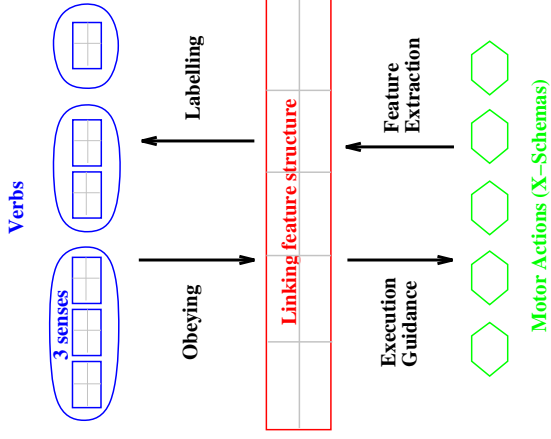 Verbs
3 senses
Labelling
Obeying
Linking feature structure
Feature
Extraction
Execution
Guidance
Motor Actions (X−Schemas)